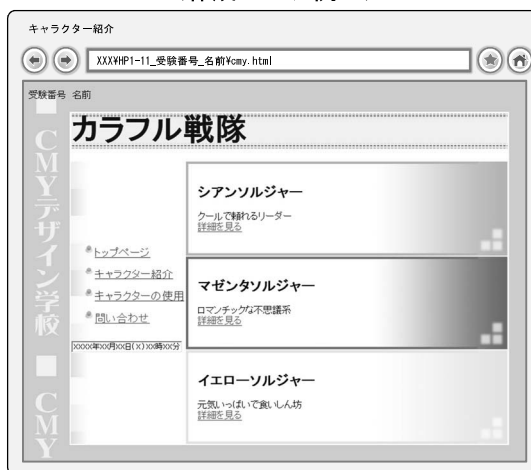 キャラクター紹介
XXX¥HP1-11_受験番号_名前¥cmy.html
受験番号 名前
CMYデザイン学校 ■ CMY
カラフル戦隊
トップページ
キャラクター紹介
キャラクターの使用
問い合わせ
xxxx年xx月xx日(x)xx時xx分
シアンソルジャー
クールで頼れるリーダー
詳細を見る
マゼンタソルジャー
ロマンチックな不思議系
詳細を見る
イエローソルジャー
元気いっぱいで食いしん坊
詳細を見る